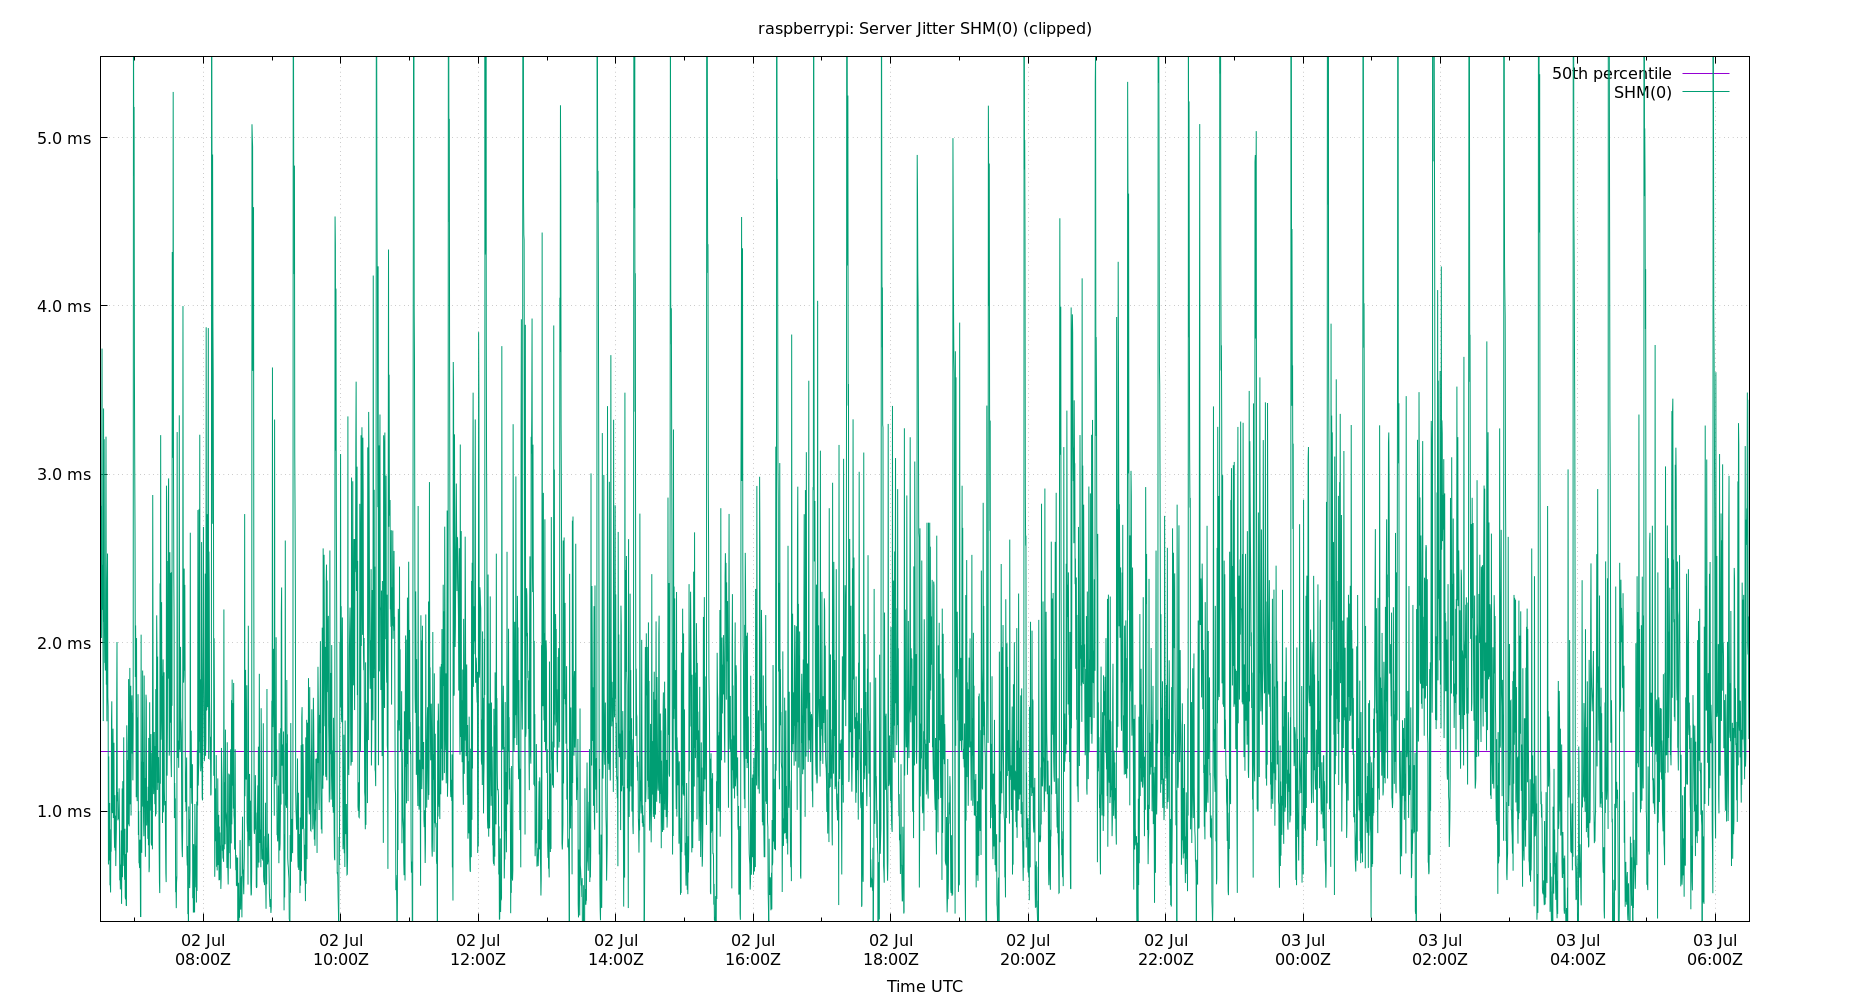 raspberrypi: Server Jitter SHM(0) (clipped)
50th percentile
SHM(0)
5.0 ms
4.0 ms
3.0 ms
2.0 ms
1.0 ms
02 Jul 02 Jul 02 Jul 02 Jul 02 Jul 02 Jul 02 Jul 02 Jul 03 Jul 03 Jul 03 Jul 03 Jul
08:00Z 10:00Z 12:00Z 14:00Z 16:00Z 18:00Z 20:00Z 22:00Z 00:00Z 02:00Z 04:00Z 06:00Z
Time UTC